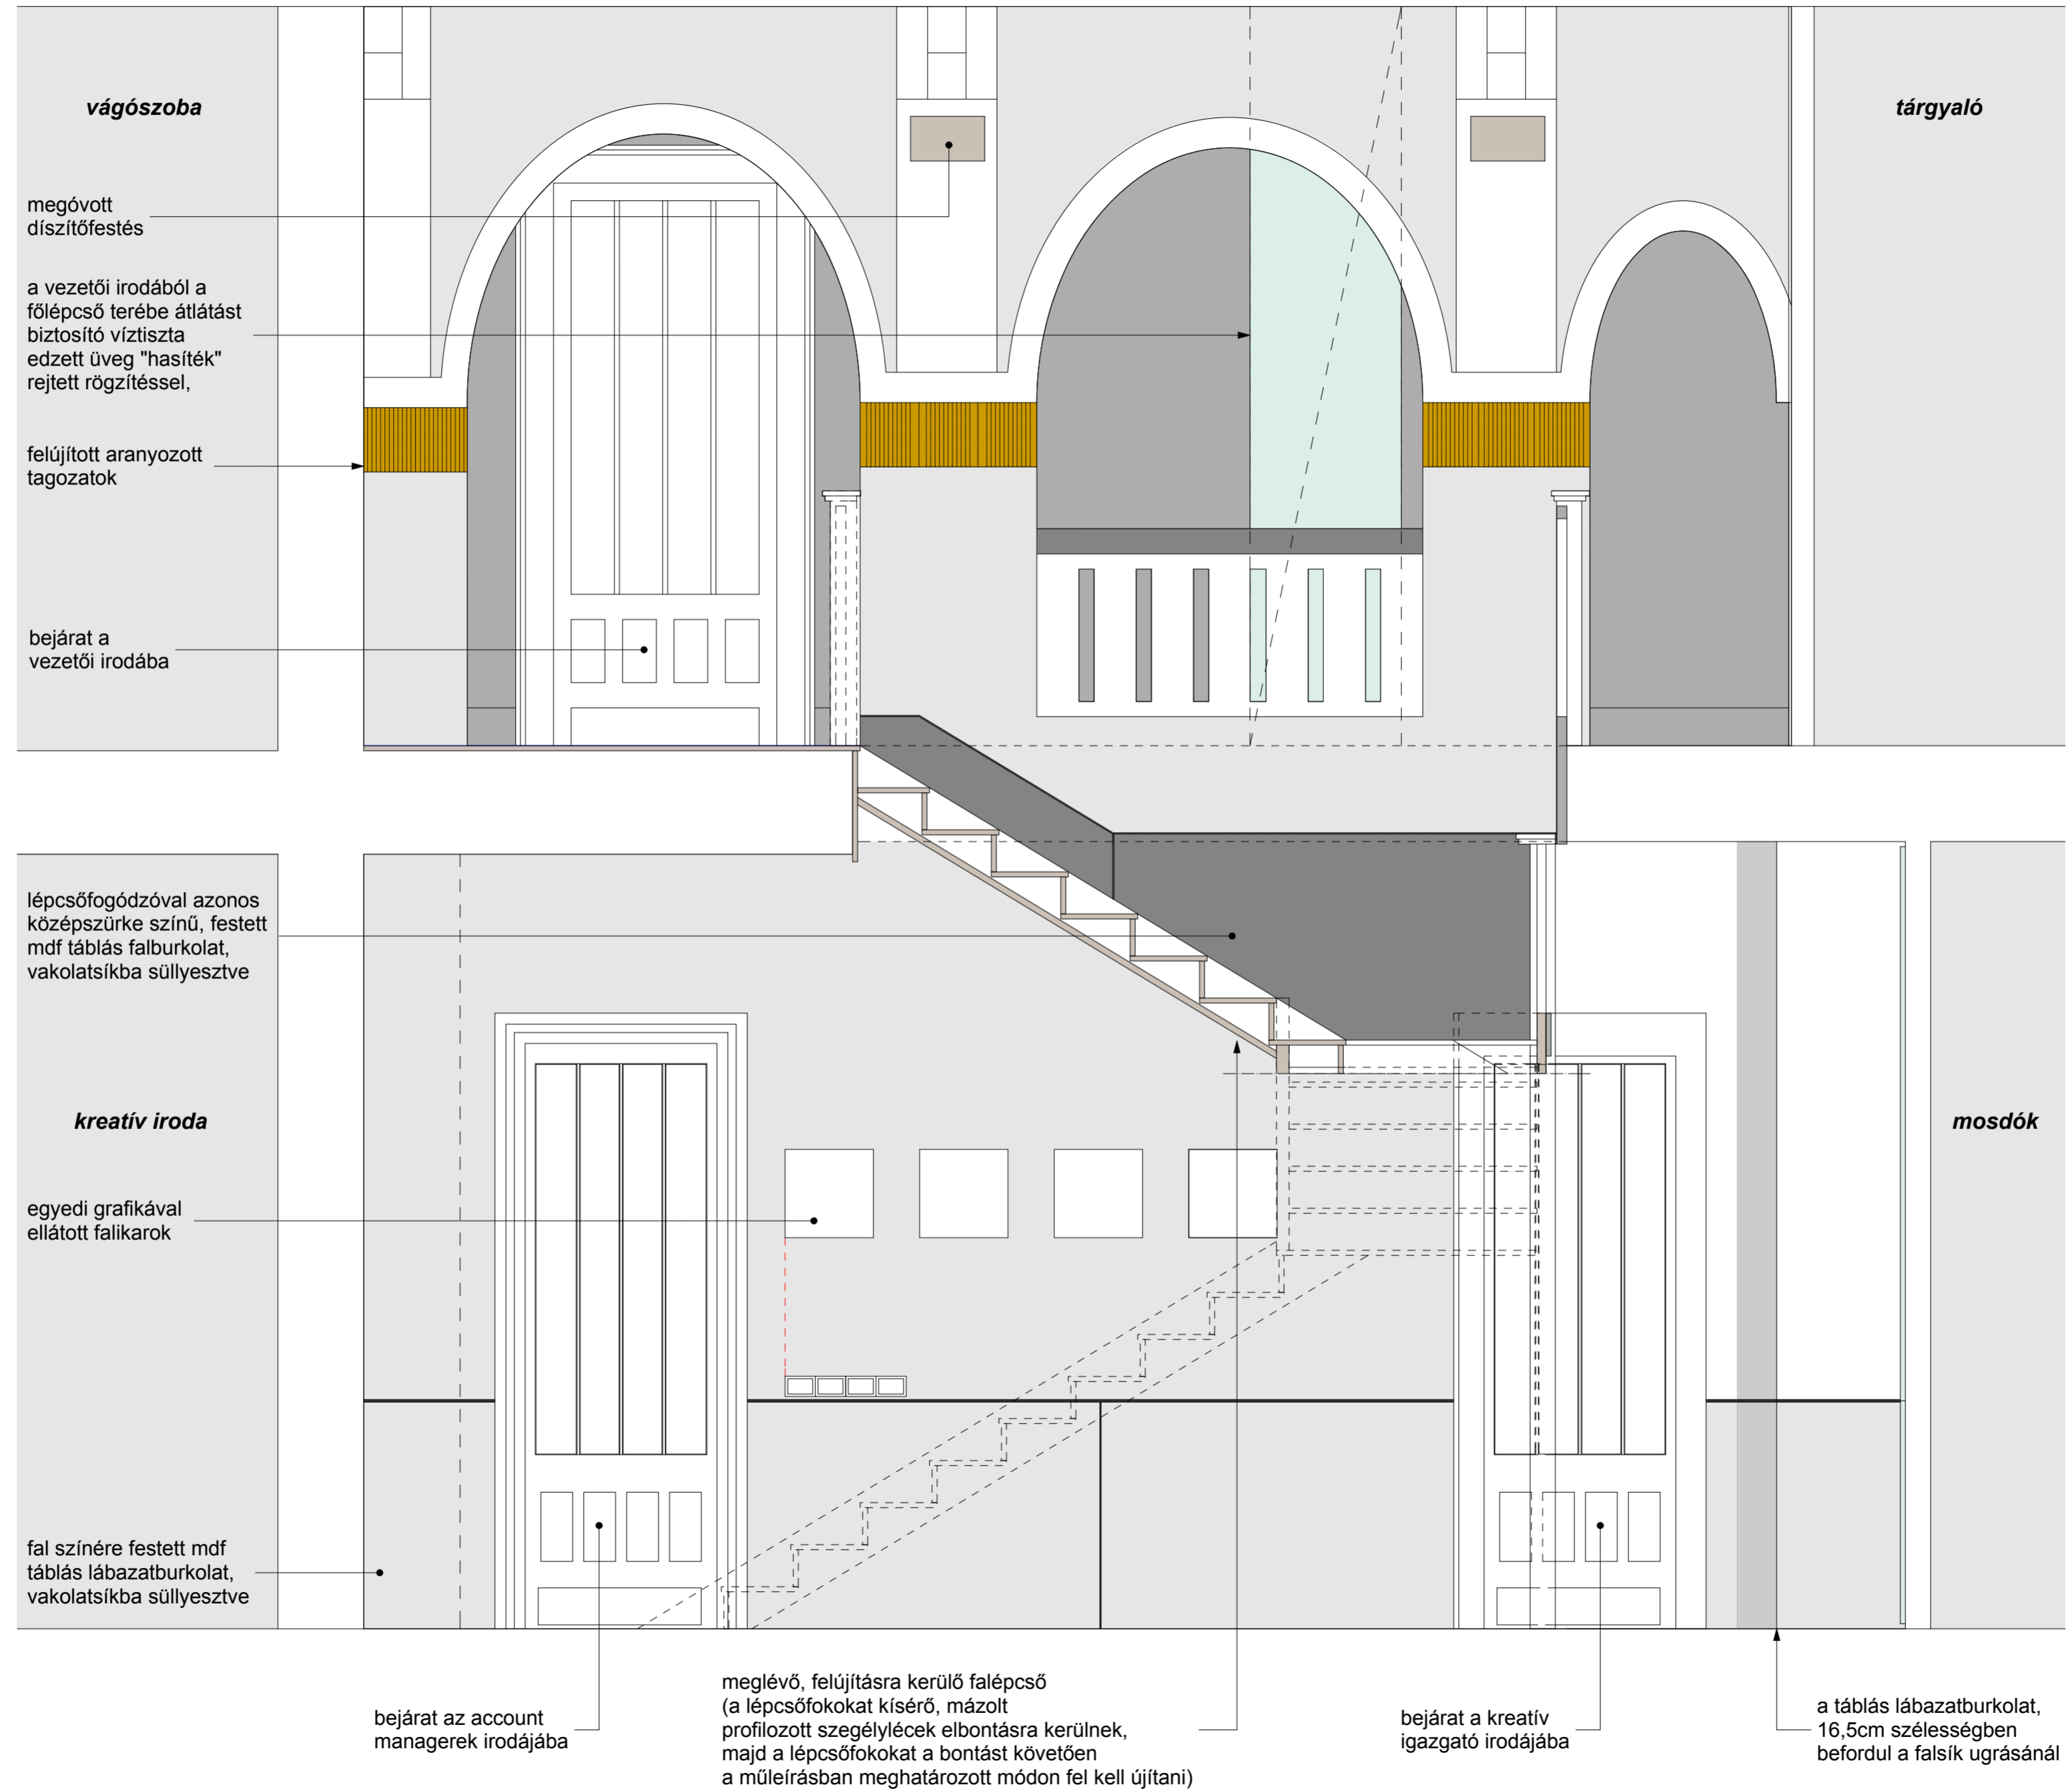 vágószoba
tárgyaló
megóvott
díszítőfestés
a vezetői irodából a
főlépcső terébe átlátást
biztosító víztiszta
edzett üveg "hasíték"
rejtett rögzítéssel,
felújított aranyozott
tagozatok
bejárat a
vezetői irodába
lépcsőfogódzóval azonos
középszürke színű, festett
mdf táblás falburkolat,
vakolatsíkba süllyesztve
kreatív iroda
mosdók
egyedi grafikával
ellátott falikarok
fal színére festett mdf
táblás lábazatburkolat,
vakolatsíkba süllyesztve
bejárat az account
managerek irodájába
meglévő, felújításra kerülő falépcső
(a lépcsőfokokat kísérő, mázolt
profilozott szegélylécek elbontásra kerülnek,
majd a lépcsőfokokat a bontást követően
a műleírásban meghatározott módon fel kell újítani)
bejárat a kreatív
igazgató irodájába
a táblás lábazatburkolat,
16,5cm szélességben
befordul a falsík ugrásánál